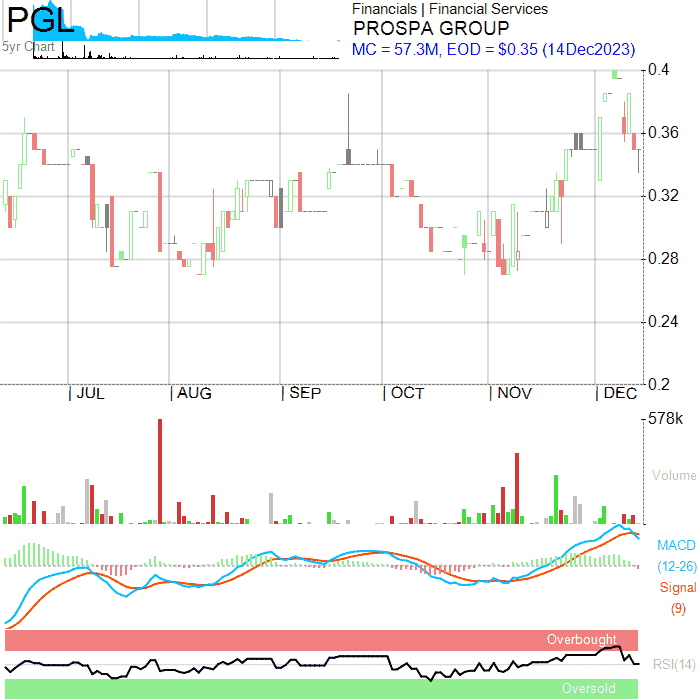 PGL
5yr Chart
Financials | Financial Services
PROSPA GROUP
MC = 57.3M, EOD = $0.35 (14Dec2023)
0.4
0.36
0.32
0.28
0.24
0.2
| JUL | AUG | SEP | OCT | NOV | DEC
578k
Volume
MACD
(12-26)
Signal
(9)
Overbought
RSI(14)
Oversold